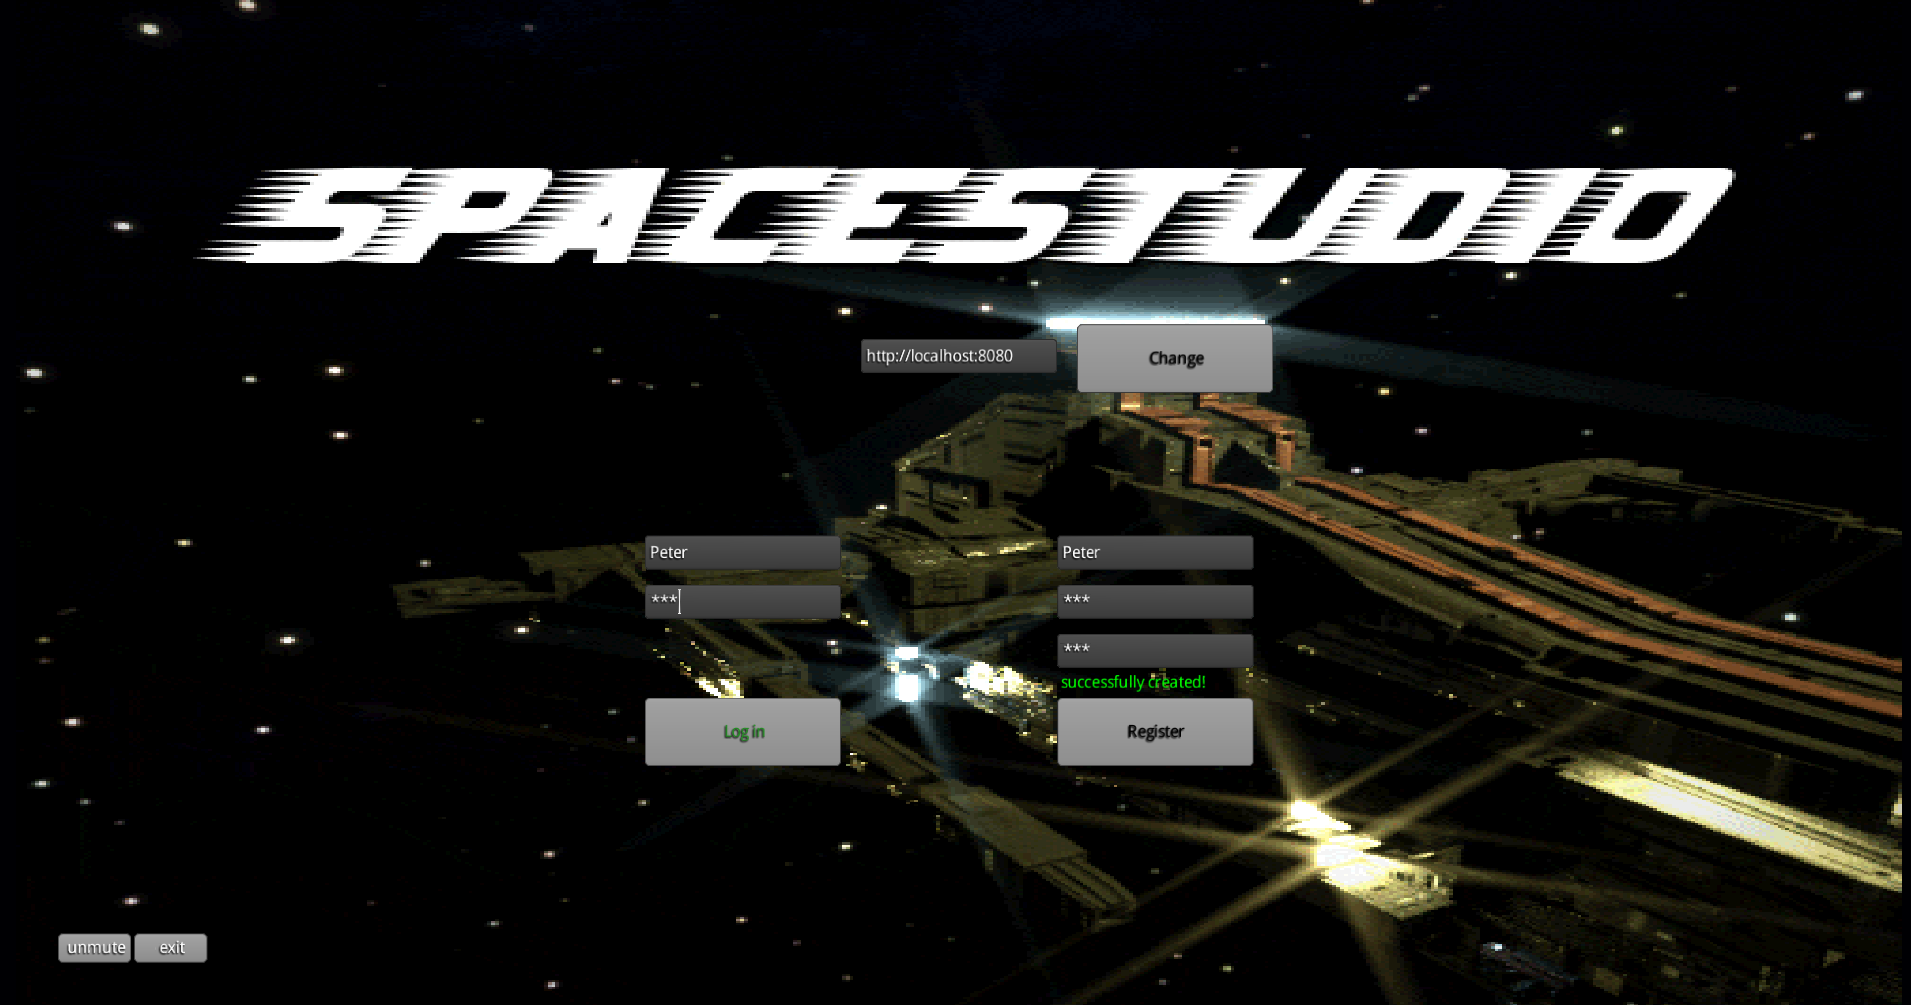 SPACESTUDIO
http://localhost:8080
Change
Peter
***
Log in
Peter
***
***
successfully created!
Register
unmute
exit